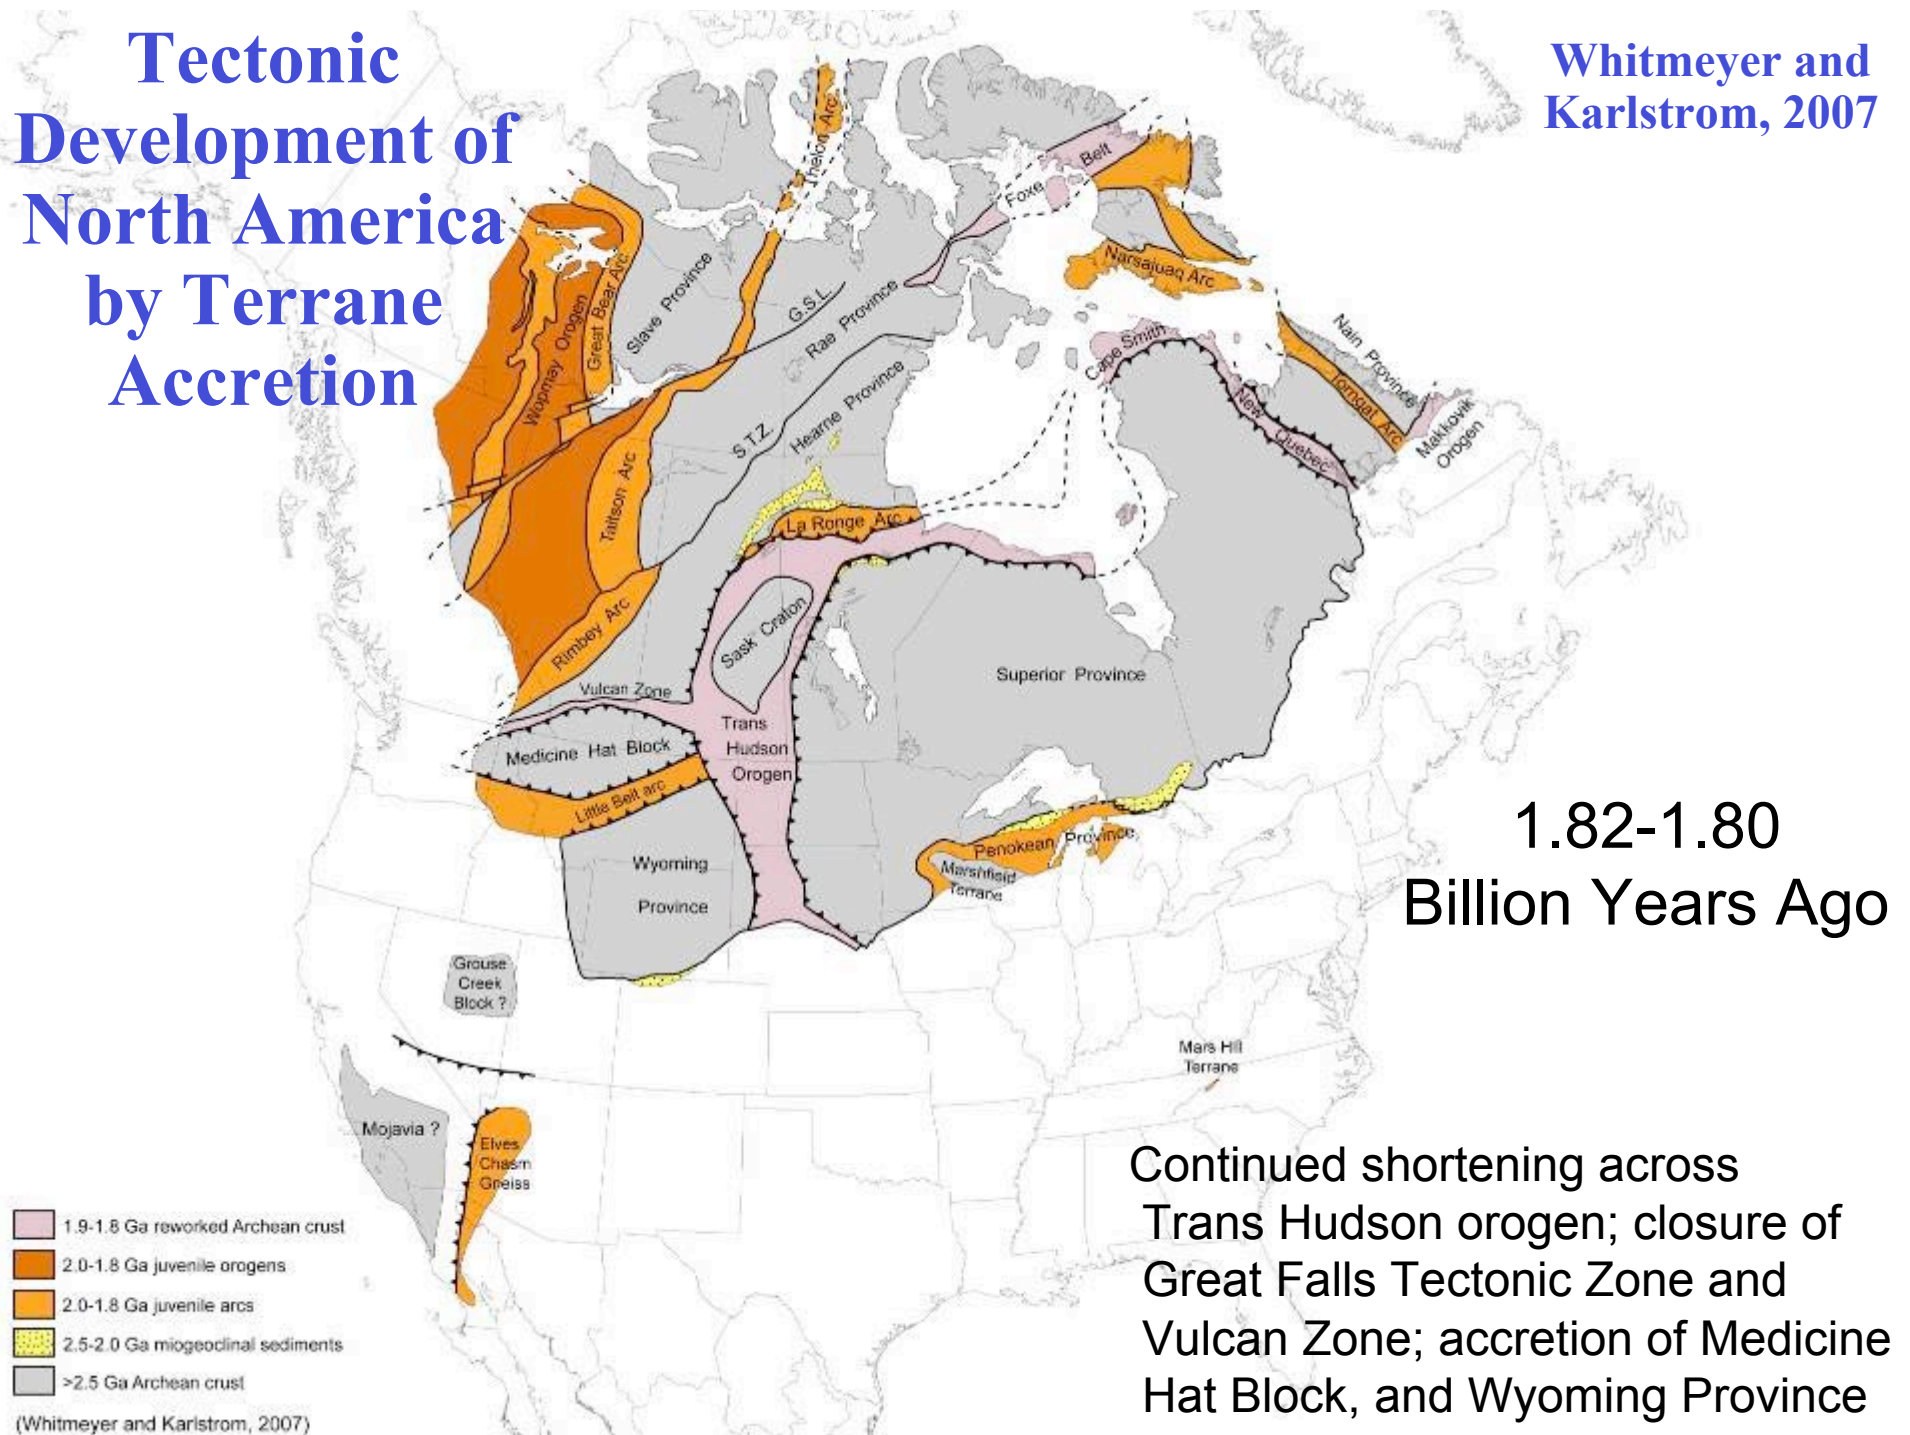 Tectonic
Development of
North America
by Terrane
Accretion
Whitmeyer and
Karlstrom, 2007
Thelon Arc
Foxe Belt
Narsajuaq Arc
Great Bear Arc
Wopmay Orogen
Slave Province
G.S.L.
Rae Province
S.T.Z.
Hearne Province
Cape Smith
New Quebec
Nain Province
Torngat Arc
Makkovik
Orogen
Taltson Arc
La Ronge Arc
Rimbey Arc
Sask Craton
Vulcan Zone
Superior Province
Trans
Hudson
Orogen
Medicine Hat Block
Little Belt arc
Wyoming
Province
Penokean Province
Marshfield
Terrane
Grouse
Creek
Block ?
Mars Hill
Terrane
Mojavia ?
Elves
Chasm
Gneiss
1.82-1.80
Billion Years Ago
Continued shortening across
Trans Hudson orogen; closure of
Great Falls Tectonic Zone and
Vulcan Zone; accretion of Medicine
Hat Block, and Wyoming Province
1.9-1.8 Ga reworked Archean crust
2.0-1.8 Ga juvenile orogens
2.0-1.8 Ga juvenile arcs
2.5-2.0 Ga miogeoclinal sediments
>2.5 Ga Archean crust
(Whitmeyer and Karlstrom, 2007)